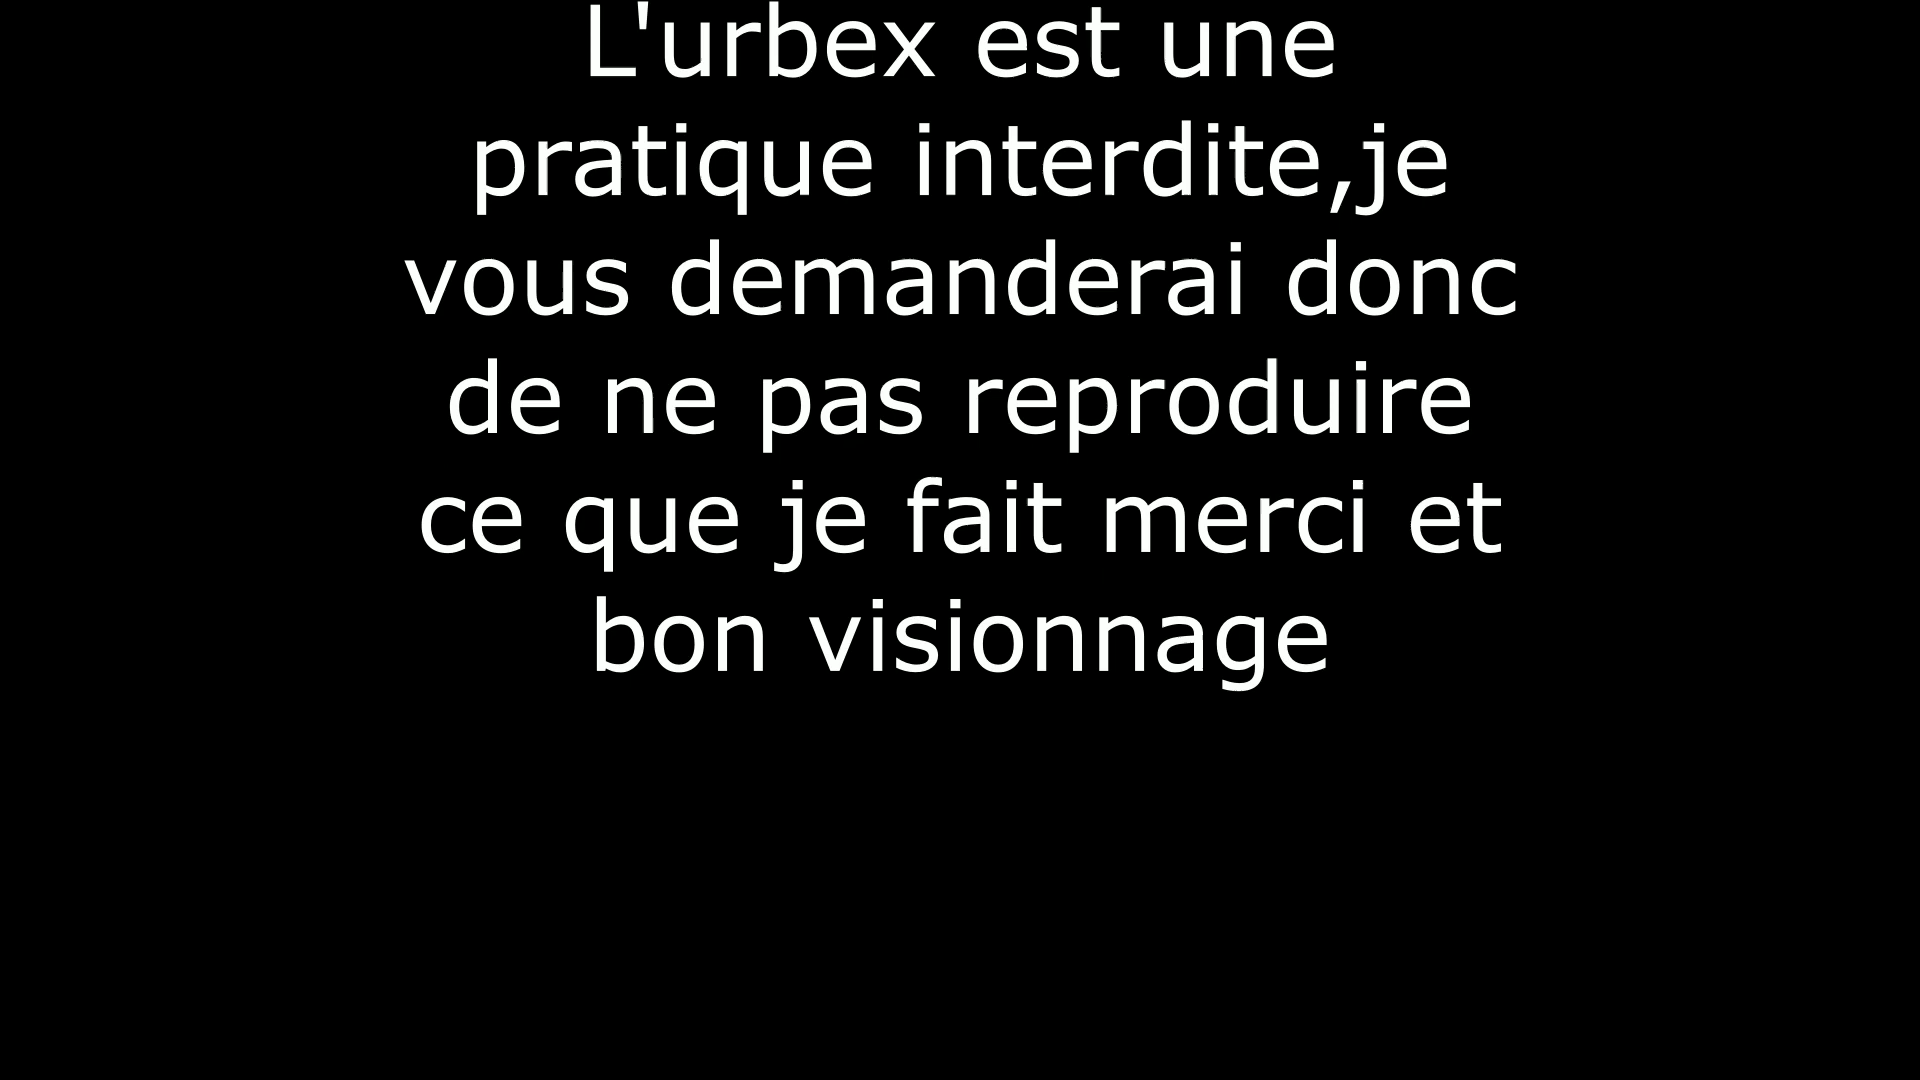 L'urbex est une
pratique interdite,je
vous demanderai donc
de ne pas reproduire
ce que je fait merci et
bon visionnage